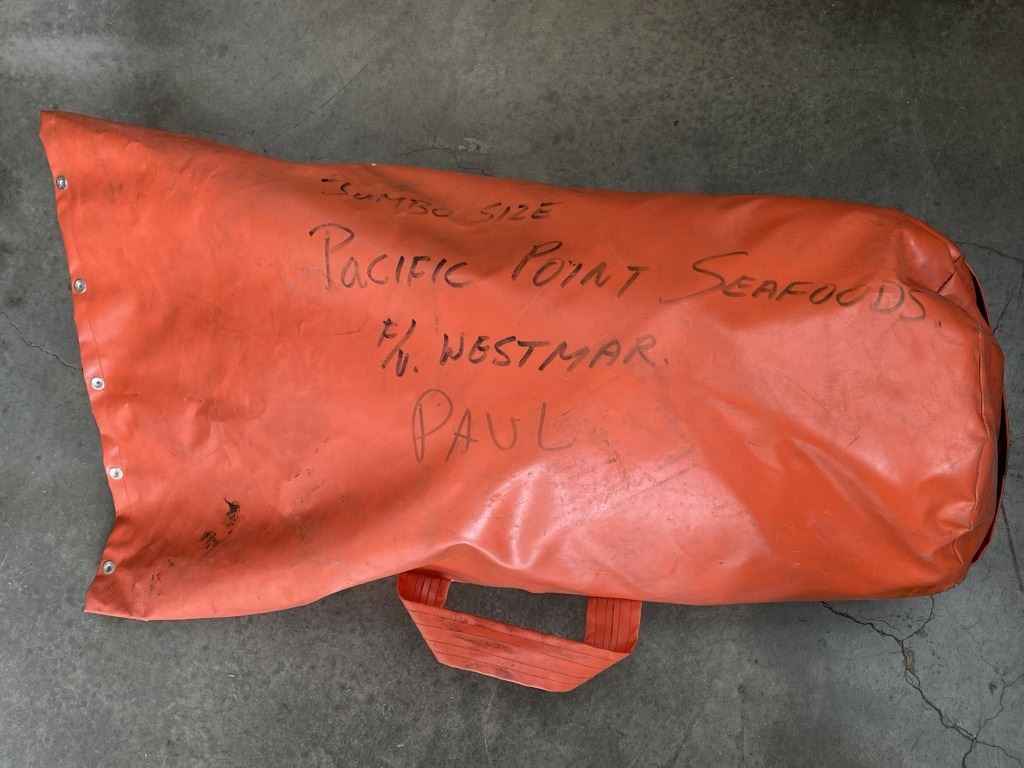 JUMBO SIZE
PACIFIC POINT SEAFOODS.
F/V. WESTMAR.
PAUL